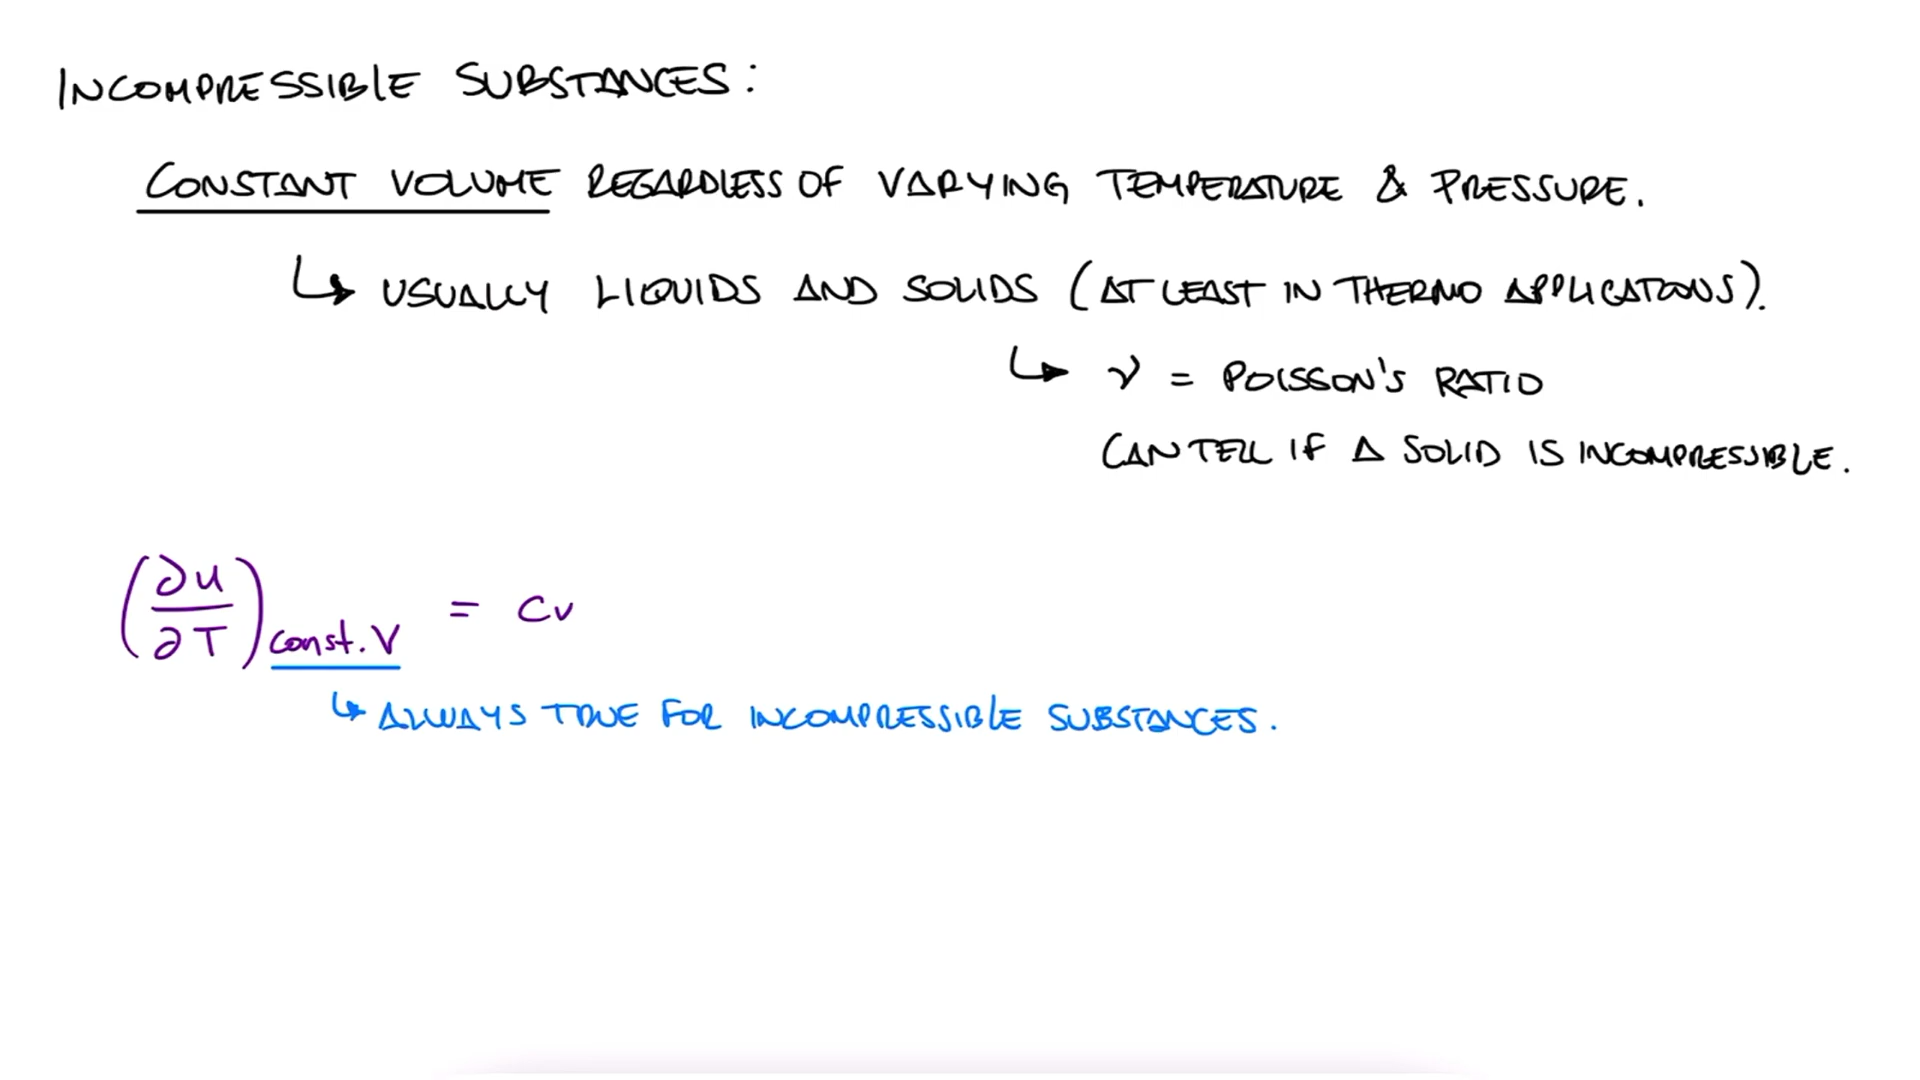 INCOMPRESSIBLE SUBSTANCES:
CONSTANT VOLUME REGARDLESS OF VARYING TEMPERATURE & PRESSURE.
↳ USUALLY LIQUIDS AND SOLIDS (AT LEAST IN THERMO APPLICATIONS).
↳ ν = POISSON'S RATIO
CAN TELL IF A SOLID IS INCOMPRESSIBLE.
(∂u/∂T)const. V = Cv
↳ ALWAYS TRUE FOR INCOMPRESSIBLE SUBSTANCES.